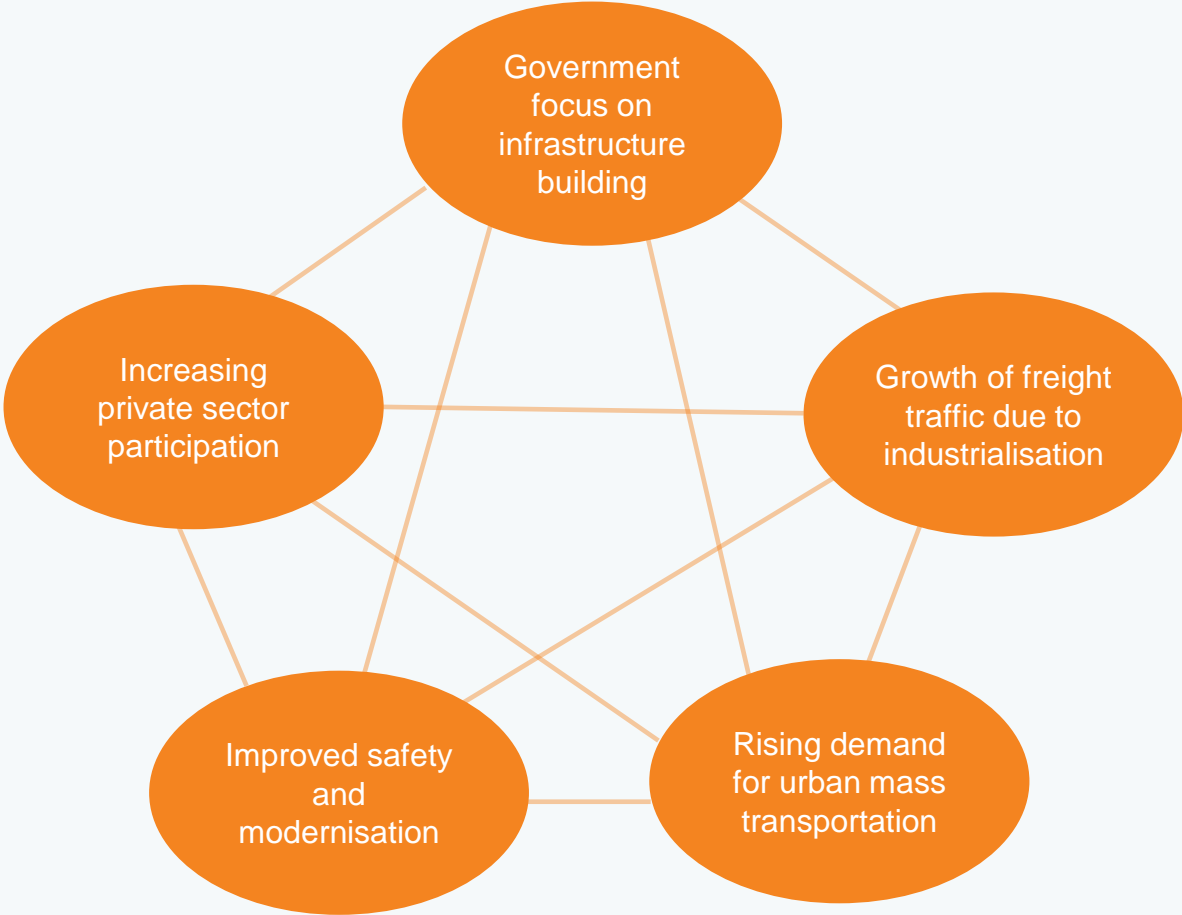 Government
focus on
infrastructure
building
Increasing
private sector
participation
Growth of freight
traffic due to
industrialisation
Improved safety
and
modernisation
Rising demand
for urban mass
transportation